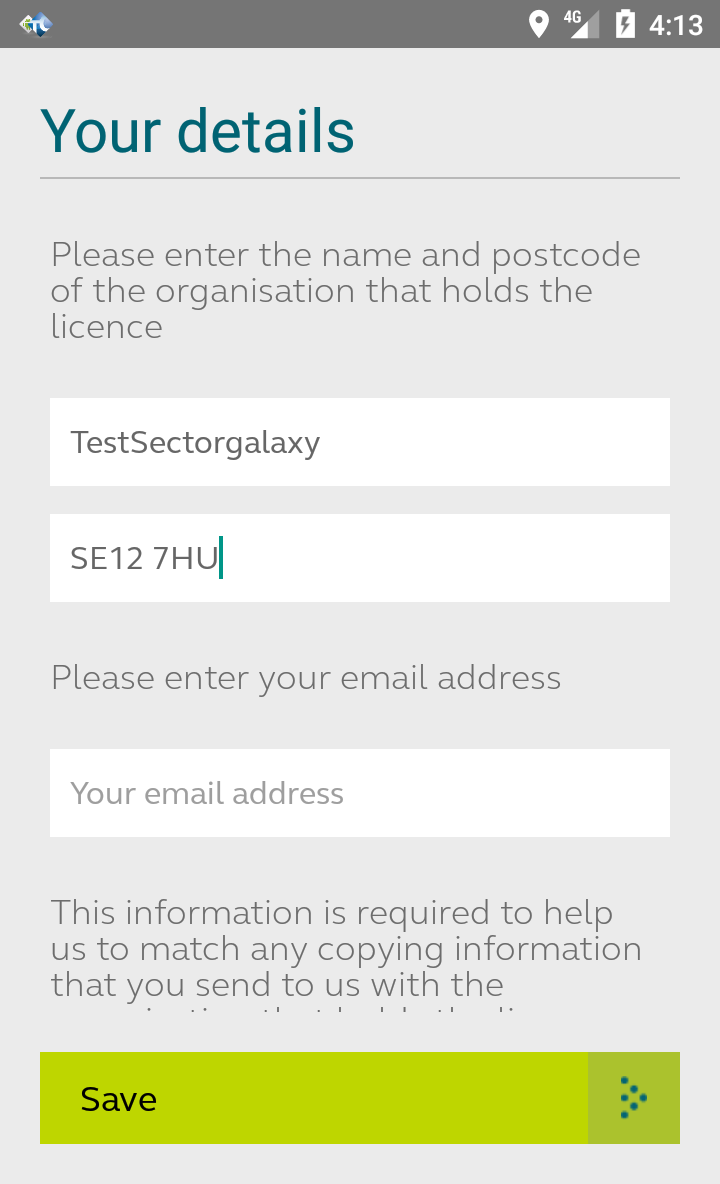 4G 4:13
Your details
Please enter the name and postcode
of the organisation that holds the
licence
TestSectorgalaxy
SE12 7HU
Please enter your email address
Your email address
This information is required to help
us to match any copying information
that you send to us with the
Save